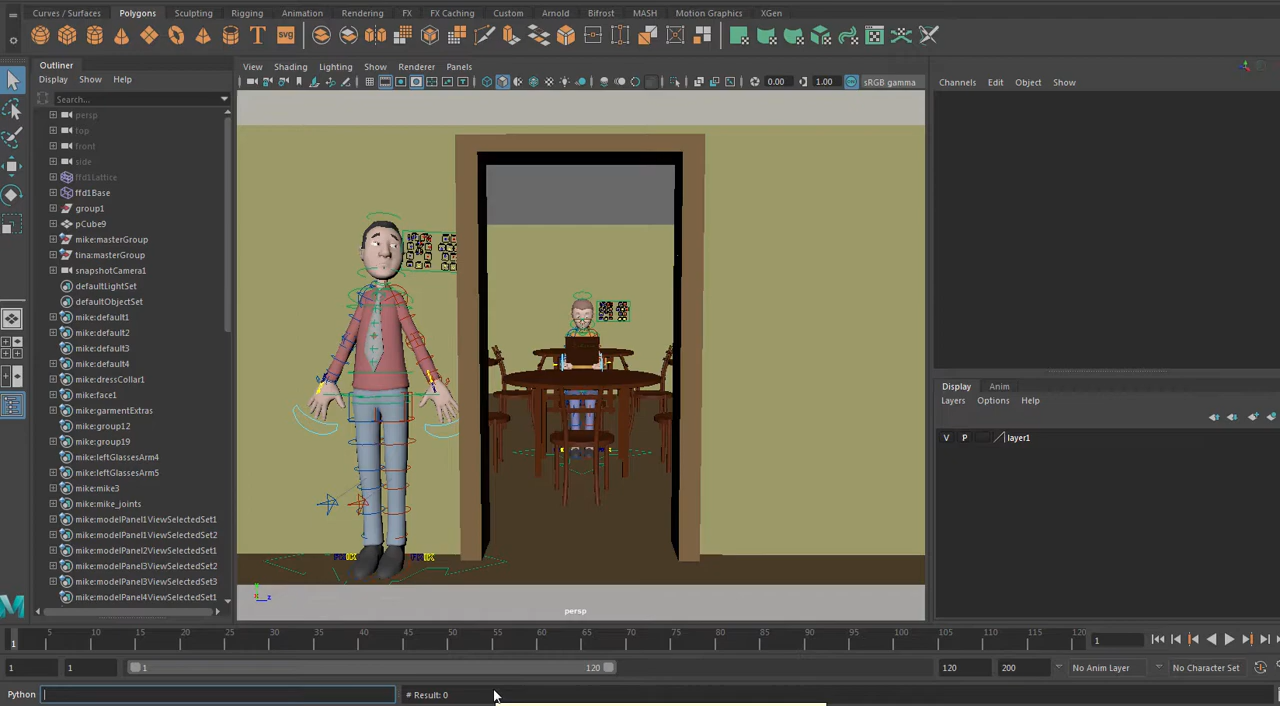 Curves / Surfaces Polygons Sculpting Rigging Animation Rendering FX FX Caching Custom Arnold Bifrost MASH Motion Graphics XGen
T svg
Outliner
Display Show Help
Search...
persp
top
front
side
ffd1Lattice
ffd1Base
group1
pCube9
mike:masterGroup
tina:masterGroup
snapshotCamera1
defaultLightSet
defaultObjectSet
mike:default1
mike:default2
mike:default3
mike:default4
mike:dressCollar1
mike:face1
mike:garmentExtras
mike:group12
mike:group19
mike:leftGlassesArm4
mike:leftGlassesArm5
mike:mike3
mike:mike_joints
mike:modelPanel1ViewSelectedSet1
mike:modelPanel1ViewSelectedSet2
mike:modelPanel2ViewSelectedSet1
mike:modelPanel3ViewSelectedSet2
mike:modelPanel3ViewSelectedSet3
mike:modelPanel4ViewSelectedSet1
View Shading Lighting Show Renderer Panels
0.00 1.00 sRGB gamma
persp
Channels Edit Object Show
Display Anim
Layers Options Help
V P layer1
5 10 15 20 25 30 35 40 45 50 55 60 65 70 75 80 85 90 95 100 105 110 115 120
1 1
1 1 1 120 120 200 No Anim Layer No Character Set
Python # Result: 0